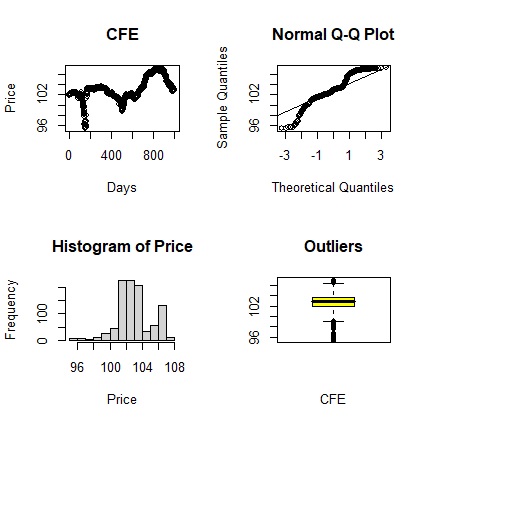 CFE
Price
96 102
0 400 800
Days
Normal Q-Q Plot
Sample Quantiles
96 102
-3 -1 1 3
Theoretical Quantiles
Histogram of Price
Frequency
0 100
96 100 104 108
Price
Outliers
96 102
CFE